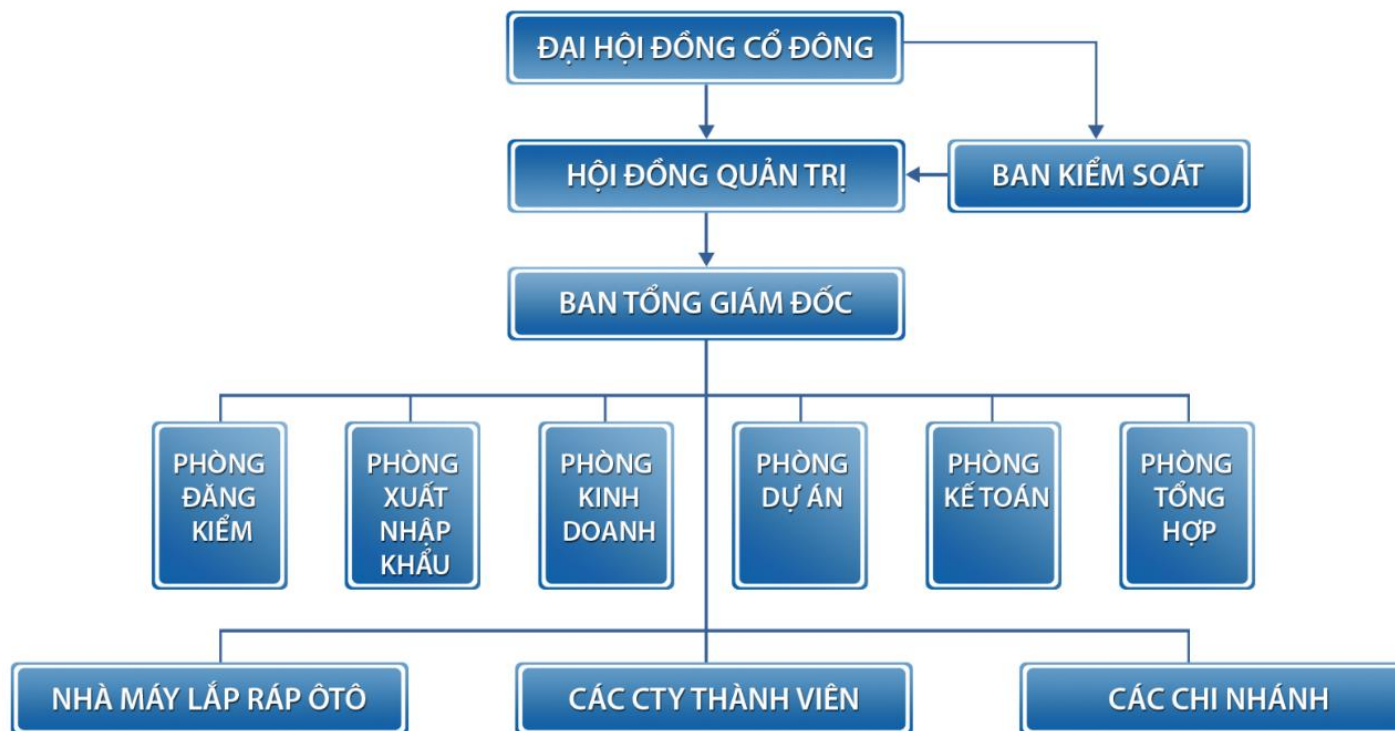 ĐẠI HỘI ĐỒNG CỔ ĐÔNG
HỘI ĐỒNG QUẢN TRỊ
BAN KIỂM SOÁT
BAN TỔNG GIÁM ĐỐC
PHÒNG
ĐĂNG
KIỂM
PHÒNG
XUẤT
NHẬP
KHẨU
PHÒNG
KINH
DOANH
PHÒNG
DỰ ÁN
PHÒNG
KẾ TOÁN
PHÒNG
TỔNG
HỢP
NHÀ MÁY LẮP RÁP ÔTÔ
CÁC CTY THÀNH VIÊN
CÁC CHI NHÁNH